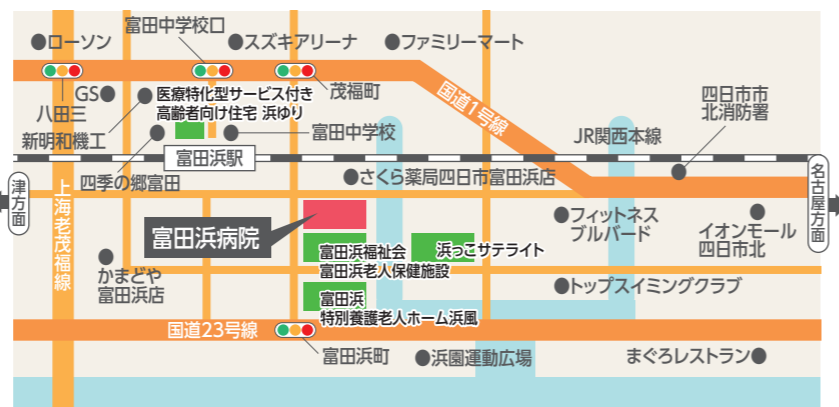 富田中学校口
ローソン
スズキアリーナ
ファミリーマート
八田三
GS
医療特化型サービス付き
高齢者向け住宅 浜ゆり
茂福町
国道1号線
四日市市
北消防署
新明和機工
富田中学校
JR関西本線
富田浜駅
四季の郷富田
さくら薬局四日市富田浜店
津方面
名古屋方面
上海老茂福線
富田浜病院
フィットネス
ブルバード
イオンモール
四日市北
富田浜福祉会
富田浜老人保健施設
浜っこサテライト
かまどや
富田浜店
富田浜
特別養護老人ホーム浜風
トップスイミングクラブ
国道23号線
富田浜町
浜園運動広場
まぐろレストラン